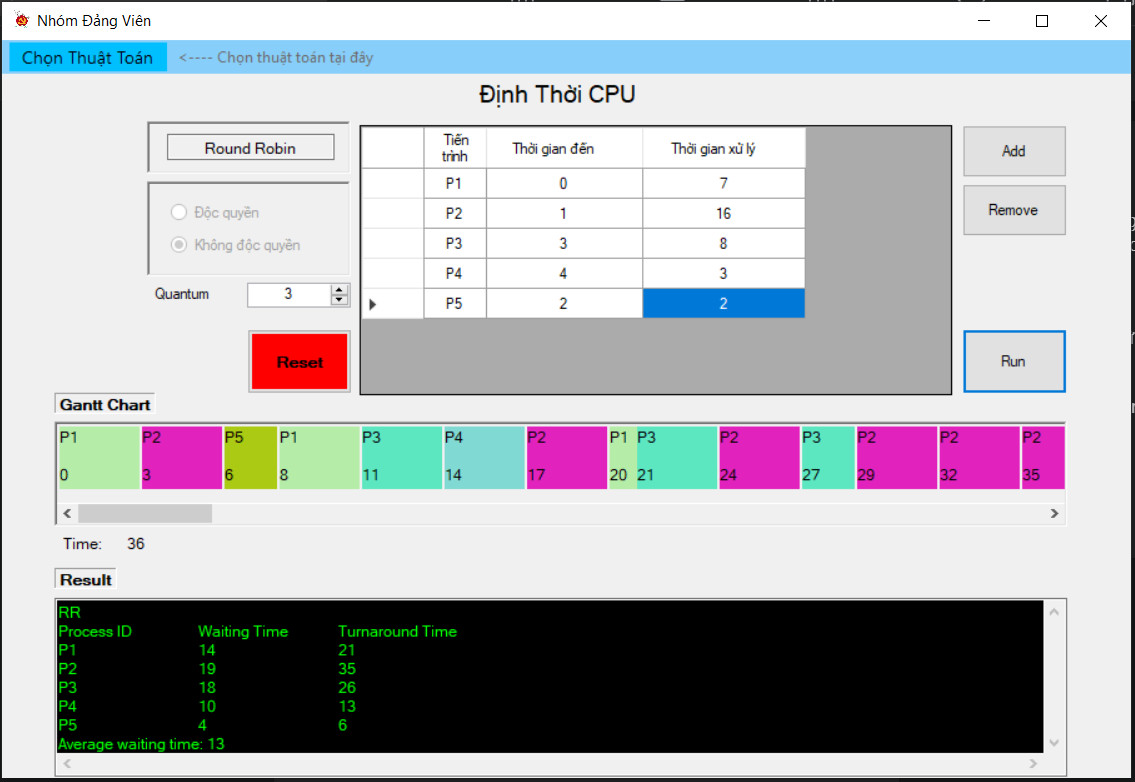 Nhóm Đảng Viên
Chọn Thuật Toán <---- Chọn thuật toán tại đây
Định Thời CPU
Round Robin
Độc quyền
Không độc quyền
Quantum 3
Reset
Tiến trình Thời gian đến Thời gian xử lý
P1 0 7
P2 1 16
P3 3 8
P4 4 3
P5 2 2
Add
Remove
Run
Gantt Chart
P1 P2 P5 P1 P3 P4 P2 P1 P3 P2 P3 P2 P2 P2
0 3 6 8 11 14 17 20 21 24 27 29 32 35
Time: 36
Result
RR
Process ID Waiting Time Turnaround Time
P1 14 21
P2 19 35
P3 18 26
P4 10 13
P5 4 6
Average waiting time: 13